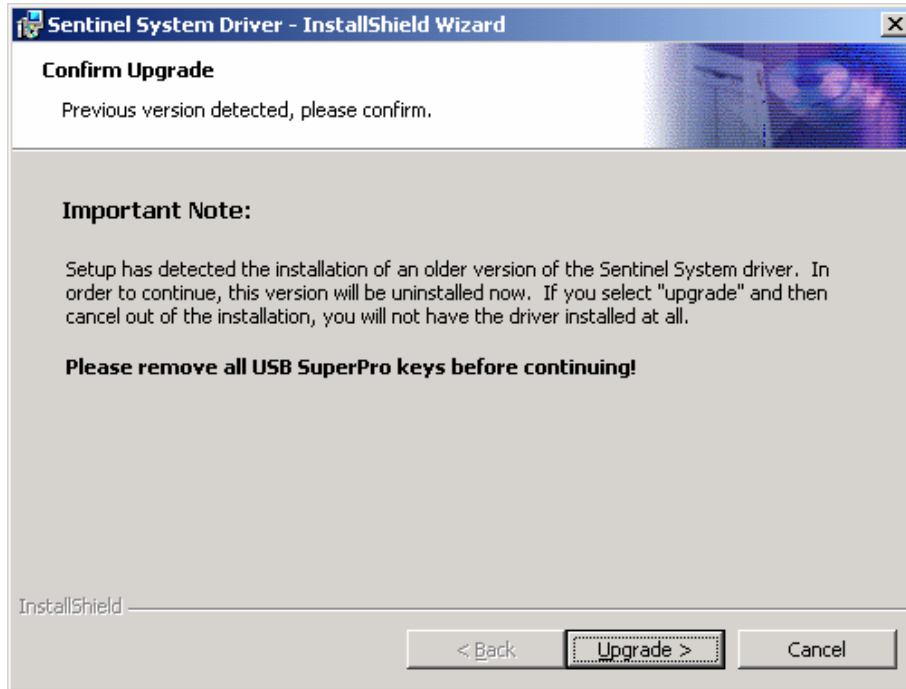 Sentinel System Driver - InstallShield Wizard
Confirm Upgrade
Previous version detected, please confirm.
Important Note:
Setup has detected the installation of an older version of the Sentinel System driver. In
order to continue, this version will be uninstalled now. If you select "upgrade" and then
cancel out of the installation, you will not have the driver installed at all.
Please remove all USB SuperPro keys before continuing!
InstallShield
< Back
Upgrade >
Cancel